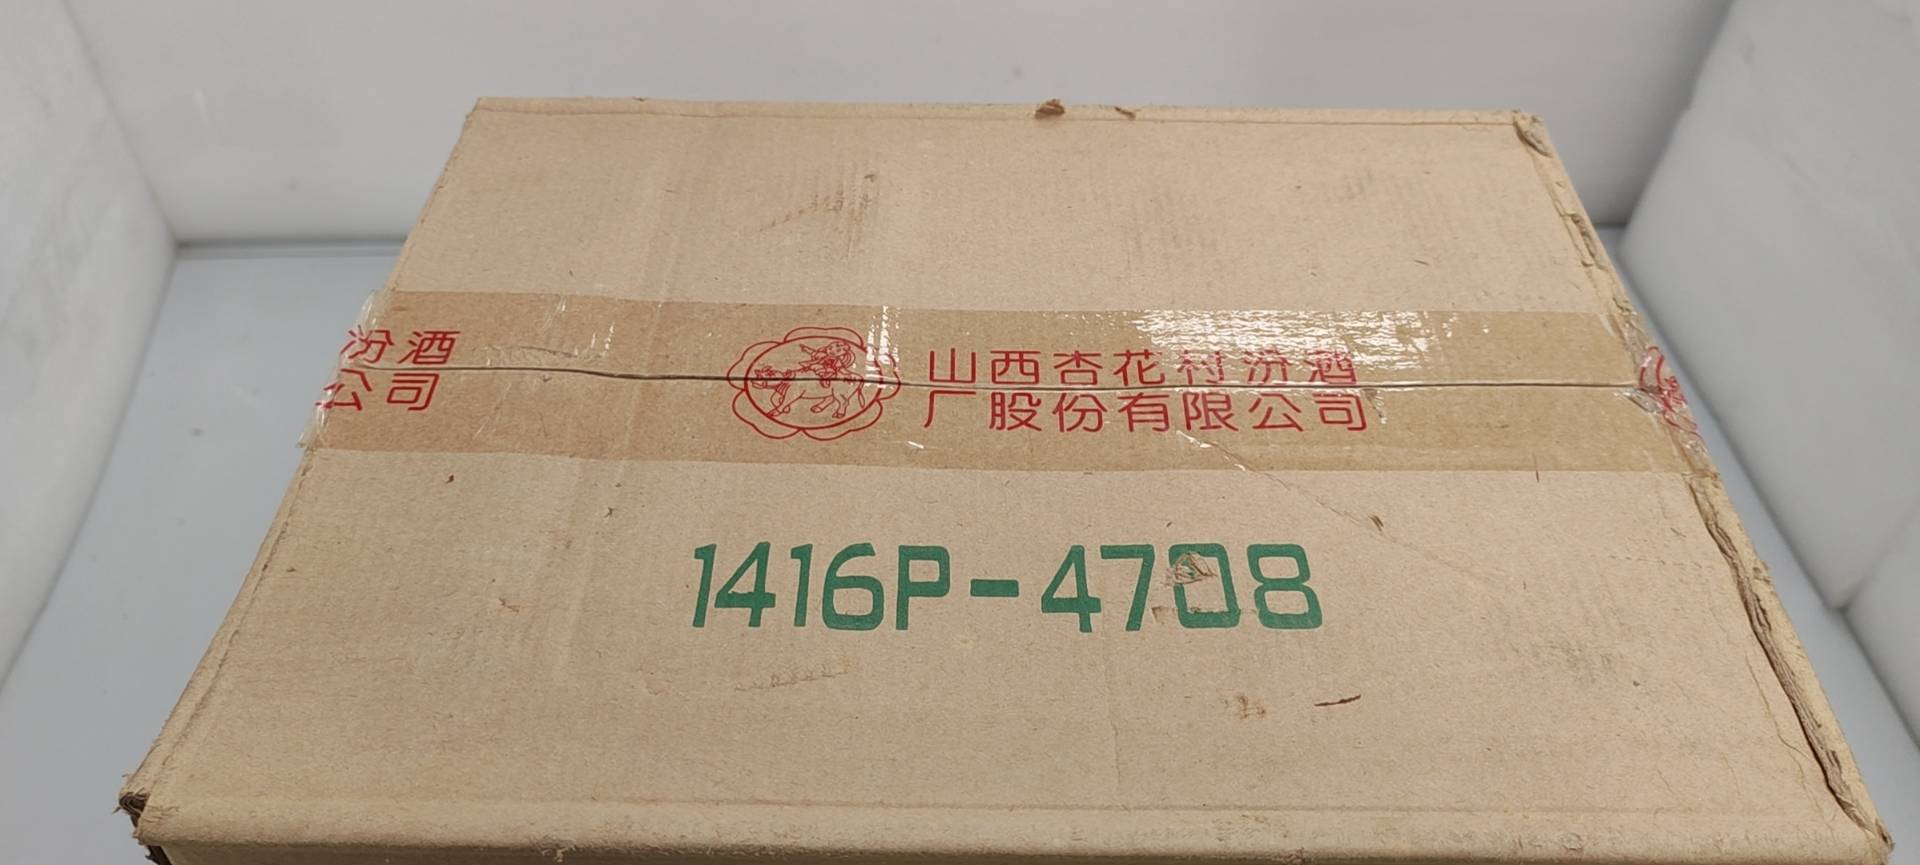 汾酒
公司
山西杏花村汾酒
厂股份有限公司
1416P-4708